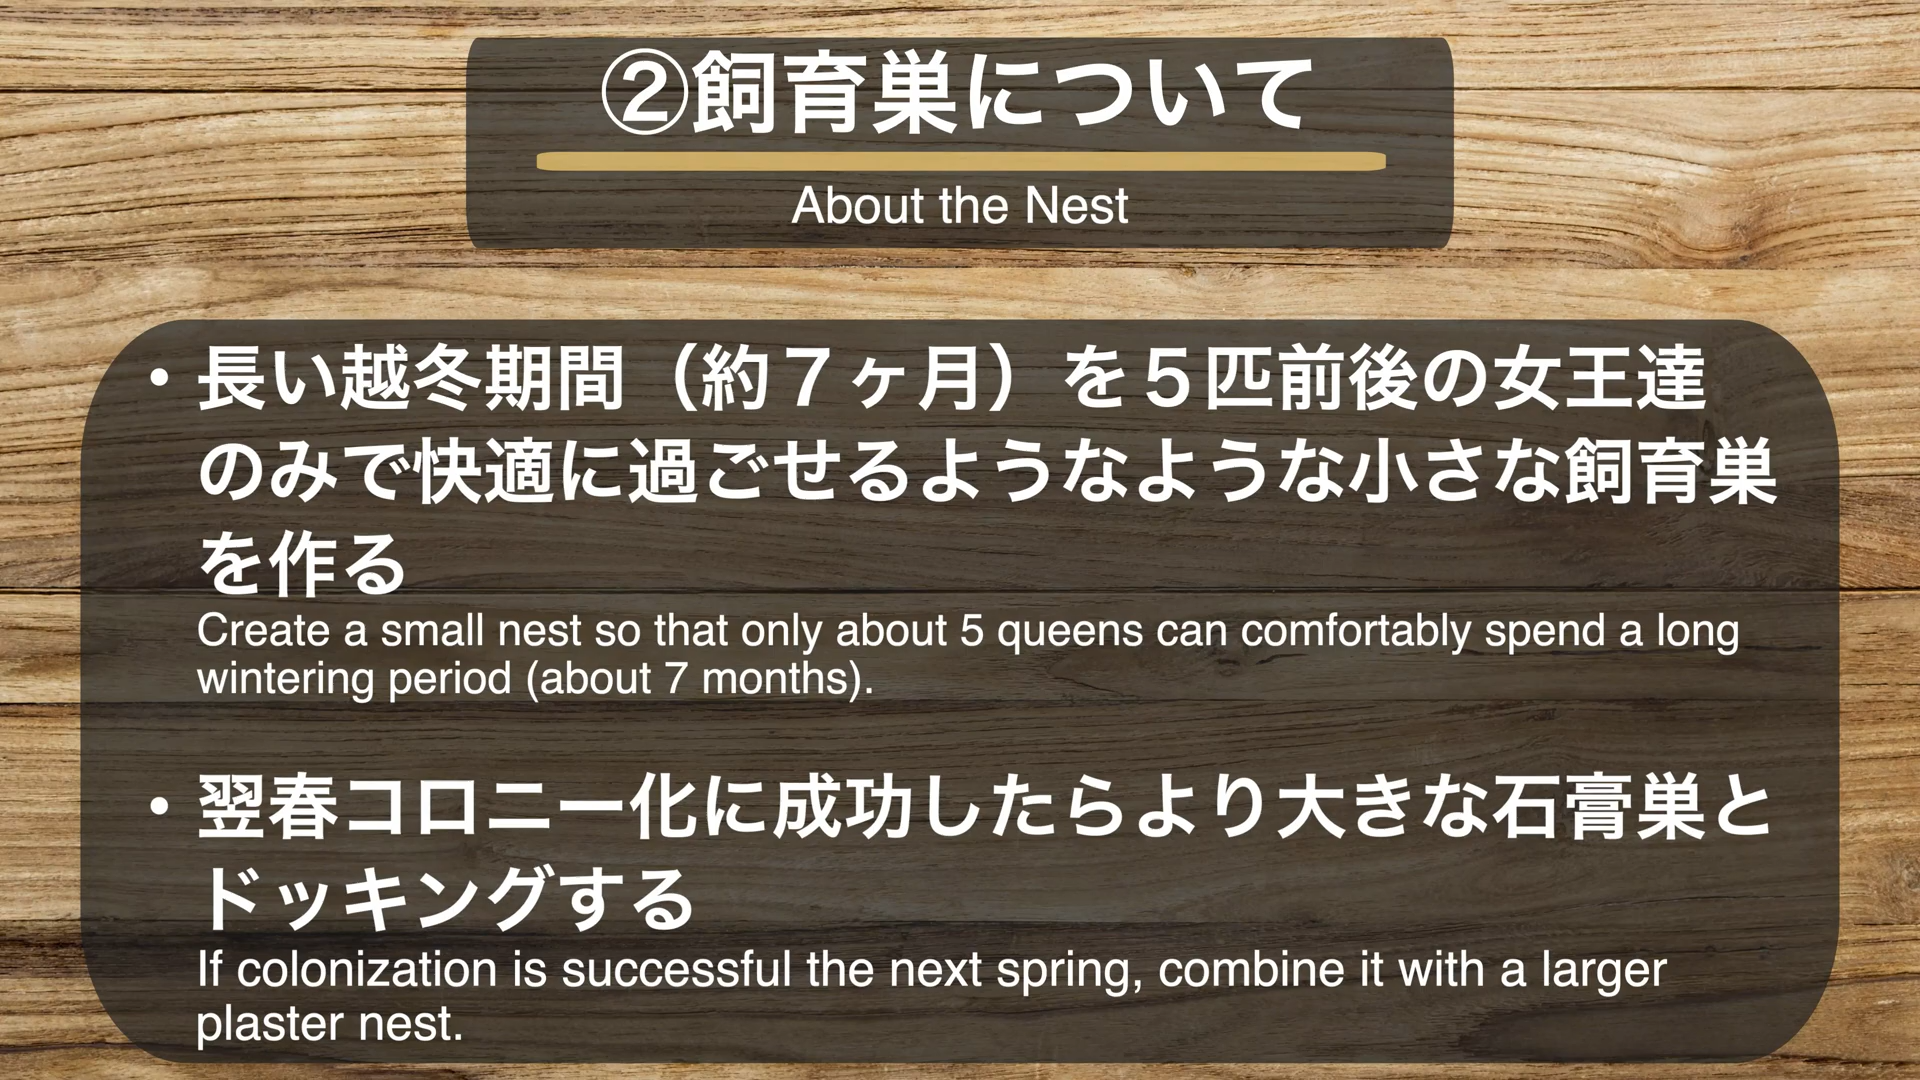 ②飼育巣について
About the Nest
• 長い越冬期間（約７ヶ月）を５匹前後の女王達
のみで快適に過ごせるようなような小さな飼育巣
を作る
Create a small nest so that only about 5 queens can comfortably spend a long
wintering period (about 7 months).
• 翌春コロニー化に成功したらより大きな石膏巣と
ドッキングする
If colonization is successful the next spring, combine it with a larger
plaster nest.